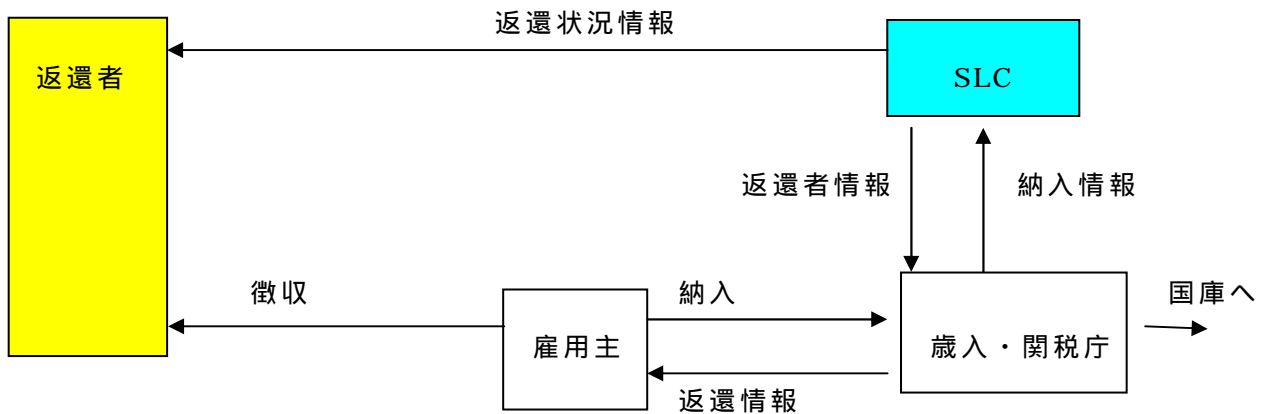 返還状況情報
返還者
SLC
返還者情報
納入情報
徴収
納入
国庫へ
雇用主
歳入・関税庁
返還情報